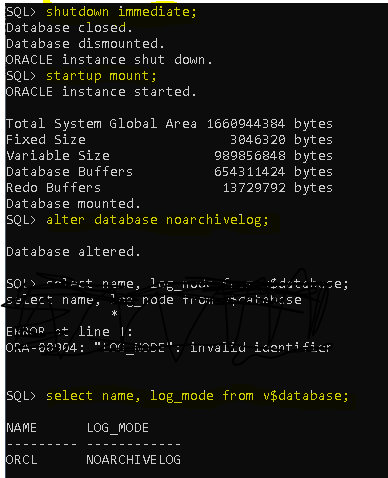 SQL> shutdown immediate;
Database closed.
Database dismounted.
ORACLE instance shut down.
SQL> startup mount;
ORACLE instance started.
Total System Global Area 1660944384 bytes
Fixed Size 3046320 bytes
Variable Size 989856848 bytes
Database Buffers 654311424 bytes
Redo Buffers 13729792 bytes
Database mounted.
SQL> alter database noarchivelog;
Database altered.
SQL> select name, log_node from v$database;
select name, log_node from v$database
*
ERROR at line 1:
ORA-00904: "LOG_NODE": invalid identifier
SQL> select name, log_mode from v$database;
NAME LOG_MODE
--------- ------------
ORCL NOARCHIVELOG